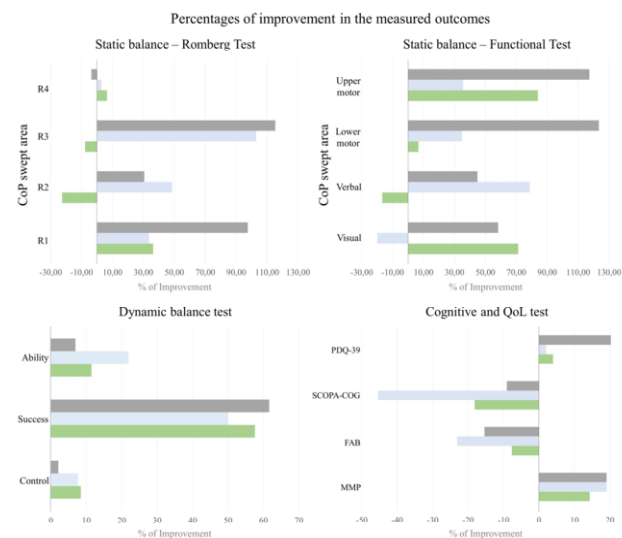 Percentages of improvement in the measured outcomes
Static balance – Romberg Test
CoP swept area
R4
R3
R2
R1
-30,00 -10,00 10,00 30,00 50,00 70,00 90,00 110,00 130,00
% of Improvement
Static balance – Functional Test
CoP swept area
Upper
motor
Lower
motor
Verbal
Visual
-30,00 -10,00 10,00 30,00 50,00 70,00 90,00 110,00 130,00
% of Improvement
Dynamic balance test
Ability
Success
Control
0 10 20 30 40 50 60 70
% of Improvement
Cognitive and QoL test
PDQ-39
SCOPA-COG
FAB
MMP
-50 -40 -30 -20 -10 0 10 20
% of Improvement